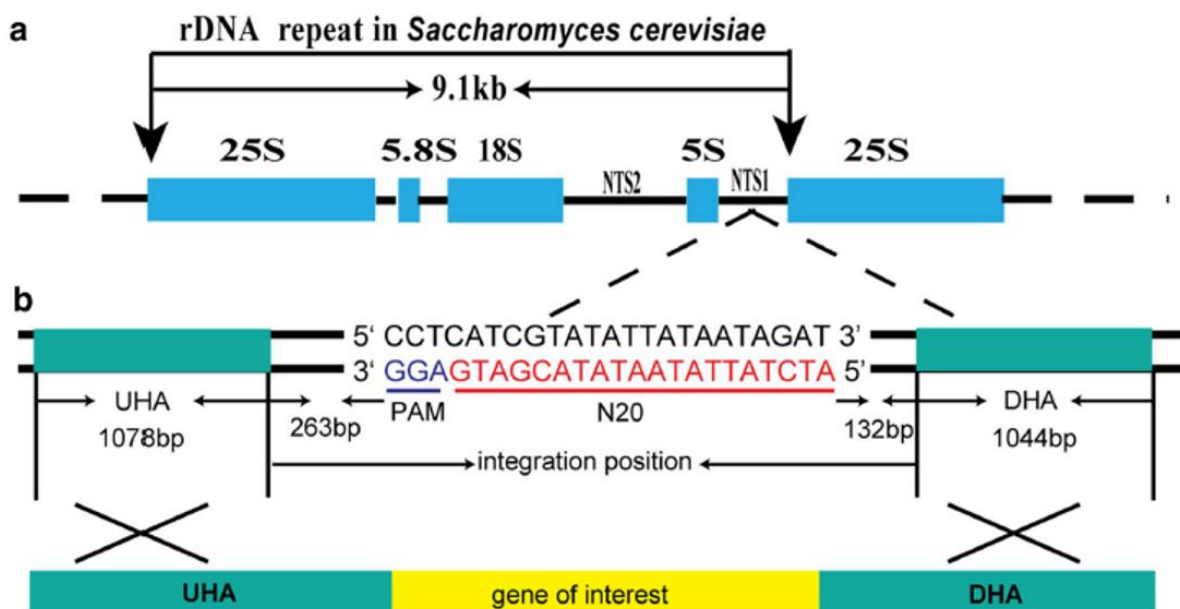 a
rDNA repeat in Saccharomyces cerevisiae
9.1kb
25S 5.8S 18S NTS2 5S NTS1 25S
b
5‘ CCTCATCGTATATTATAATAGAT 3’
3‘ GGAGTAGCATATAATATTATCTA 5’
UHA 263bp PAM N20 132bp DHA
1078bp 1044bp
integration position
UHA gene of interest DHA